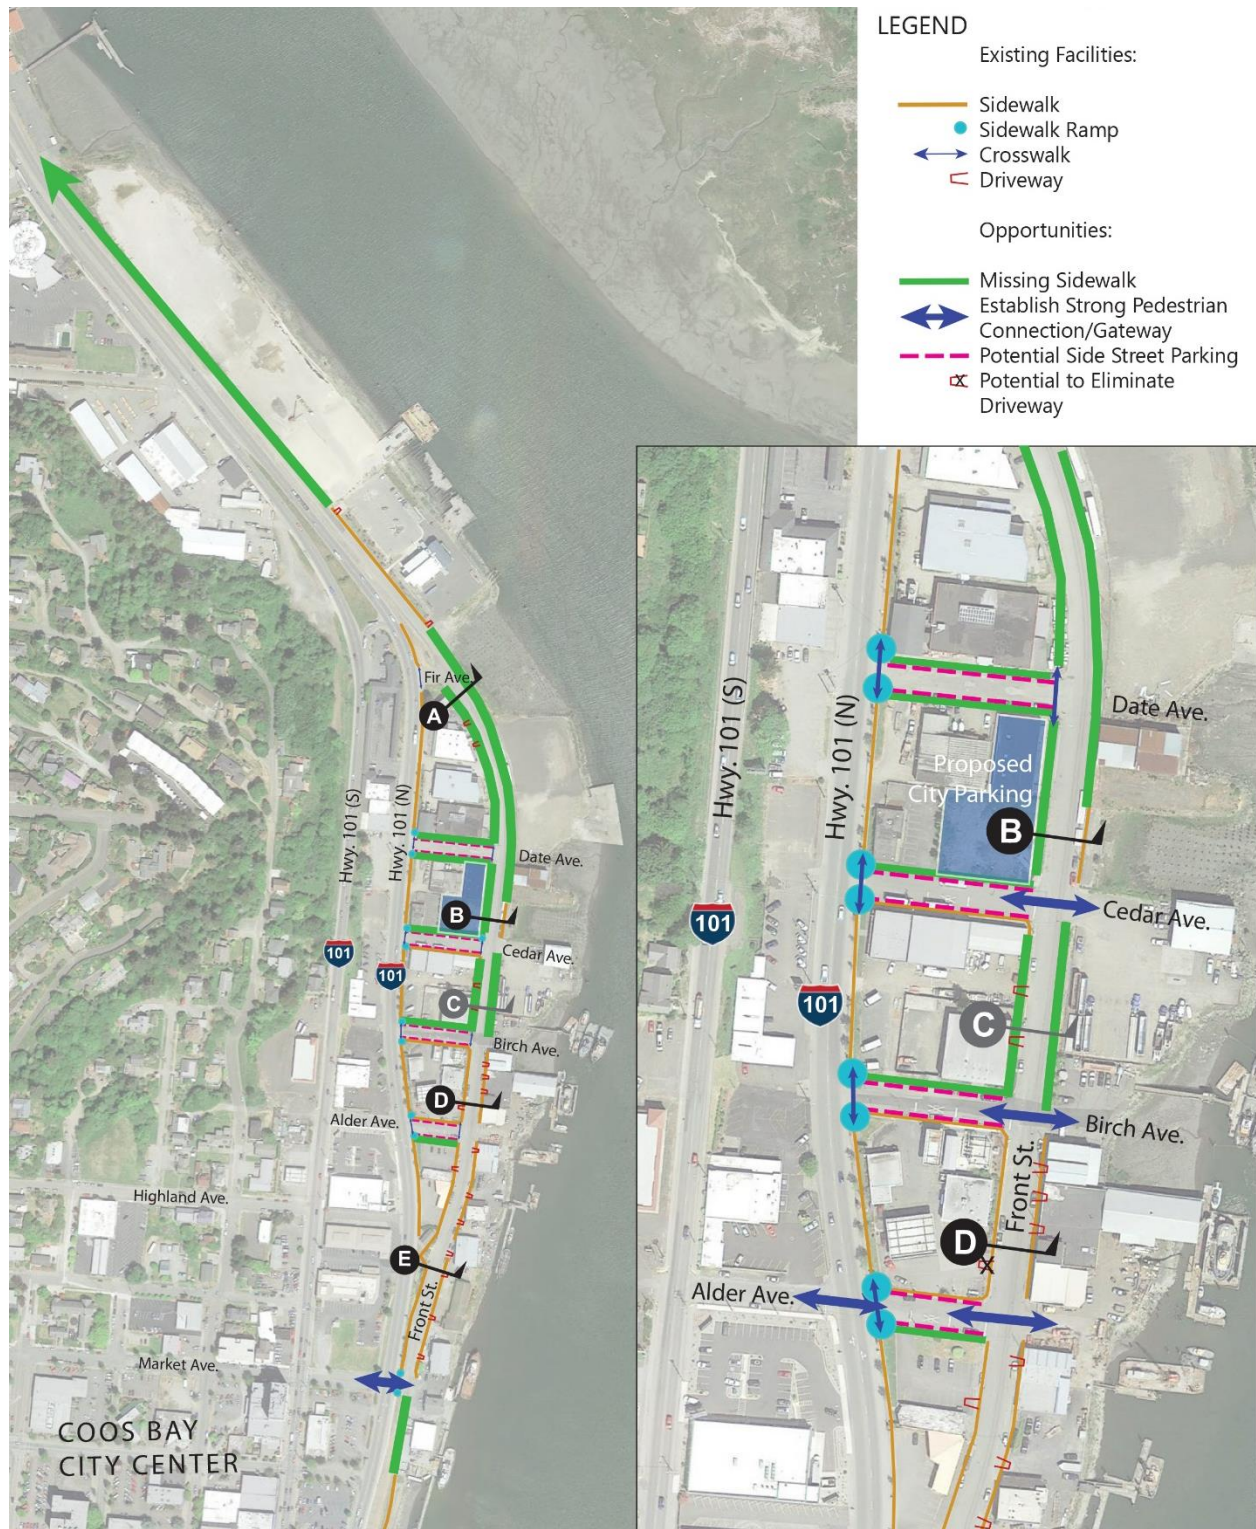 LEGEND
Existing Facilities:
Sidewalk
Sidewalk Ramp
Crosswalk
Driveway
Opportunities:
Missing Sidewalk
Establish Strong Pedestrian
Connection/Gateway
Potential Side Street Parking
X
Potential to Eliminate
Driveway
Fir Ave.
A
Hwy. 101 (S)
Hwy. 101 (N)
Date Ave.
B
Cedar Ave.
101
101
C
Birch Ave.
D
Alder Ave.
Highland Ave.
E
Front St.
Market Ave.
COOS BAY
CITY CENTER
Hwy. 101 (S)
Hwy. 101 (N)
Date Ave.
Proposed
City Parking
B
Cedar Ave.
101
101
C
Birch Ave.
Front St.
D
X
Alder Ave.